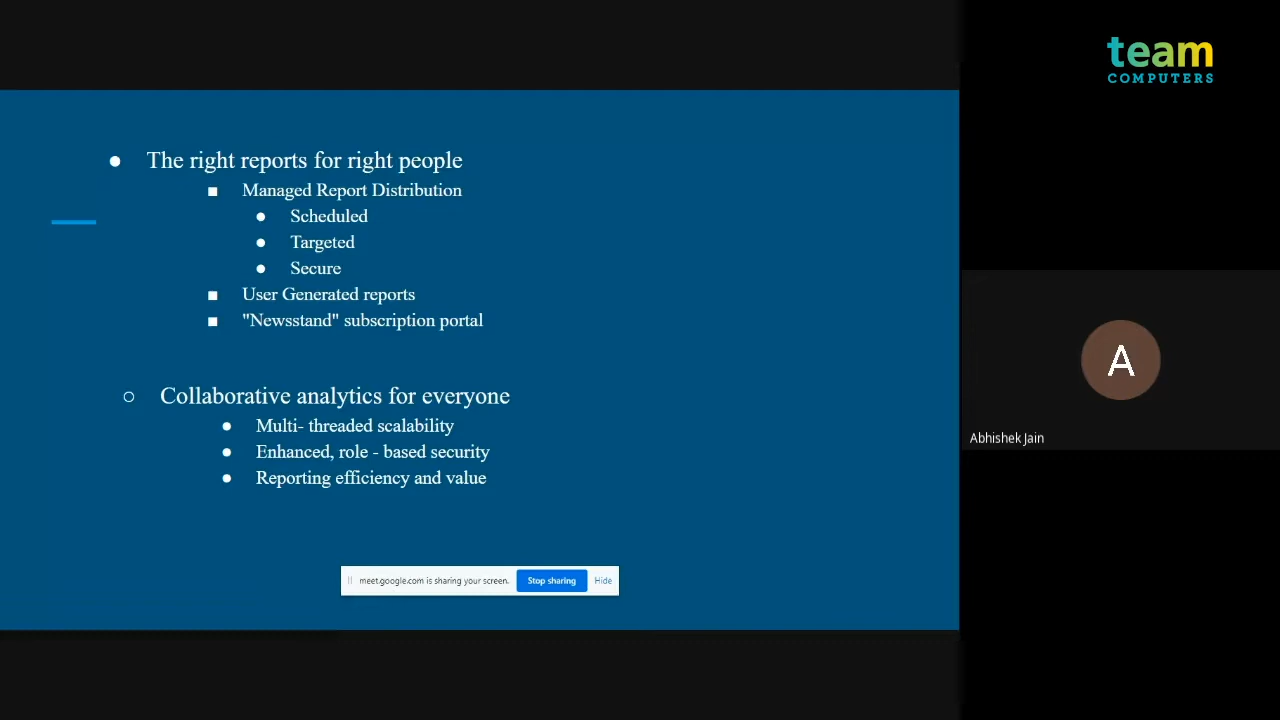 team
COMPUTERS
The right reports for right people
Managed Report Distribution
Scheduled
Targeted
Secure
User Generated reports
"Newsstand" subscription portal
Collaborative analytics for everyone
Multi- threaded scalability
Enhanced, role - based security
Reporting efficiency and value
meet.google.com is sharing your screen. Stop sharing Hide
A
Abhishek Jain